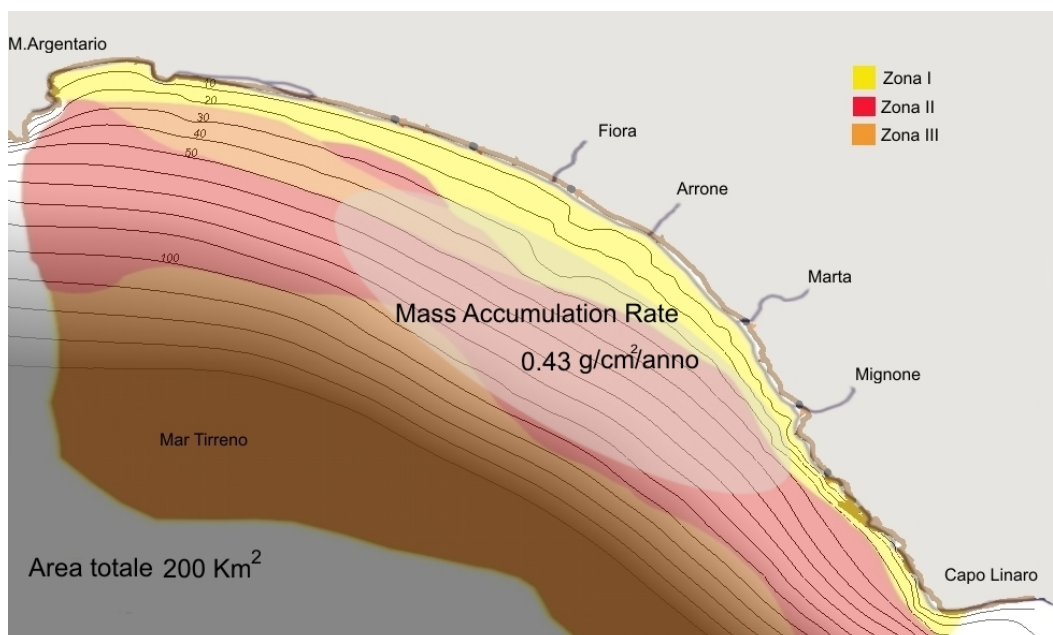 M.Argentario
Zona I
Zona II
Zona III
10
20
30
40
50
100
Fiora
Arrone
Marta
Mignone
Mass Accumulation Rate
0.43 g/cm²/anno
Mar Tirreno
Area totale 200 Km²
Capo Linaro